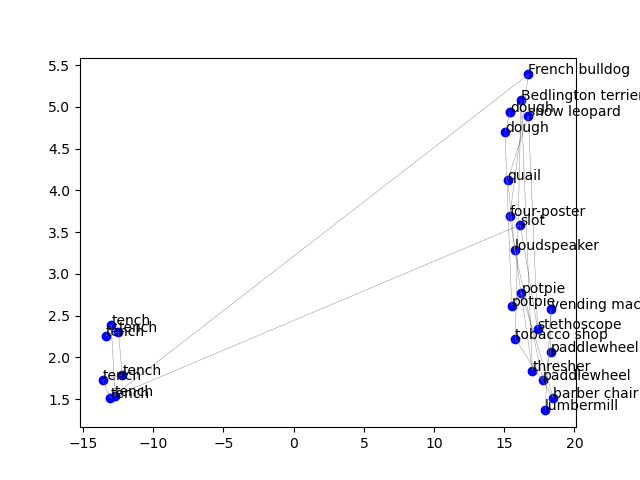 French bulldog
5.5
Bedlington terrier
5.0
dough
snow leopard
dough
4.5
quail
4.0
four-poster
slot
3.5
loudspeaker
3.0
potpie
potpie
vending mac
2.5
tench
tench
tench
stethoscope
tobacco shop
paddlewheel
2.0
thresher
tench
tench
paddlewheel
1.5
tench
tench
barber chair
lumbermill
−15
−10
−5
0
5
10
15
20